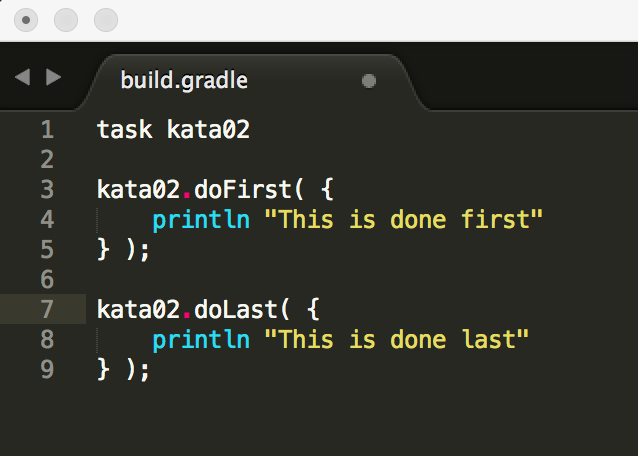 build.gradle
1 task kata02
2
3 kata02.doFirst( {
4     println "This is done first"
5 } );
6
7 kata02.doLast( {
8     println "This is done last"
9 } );